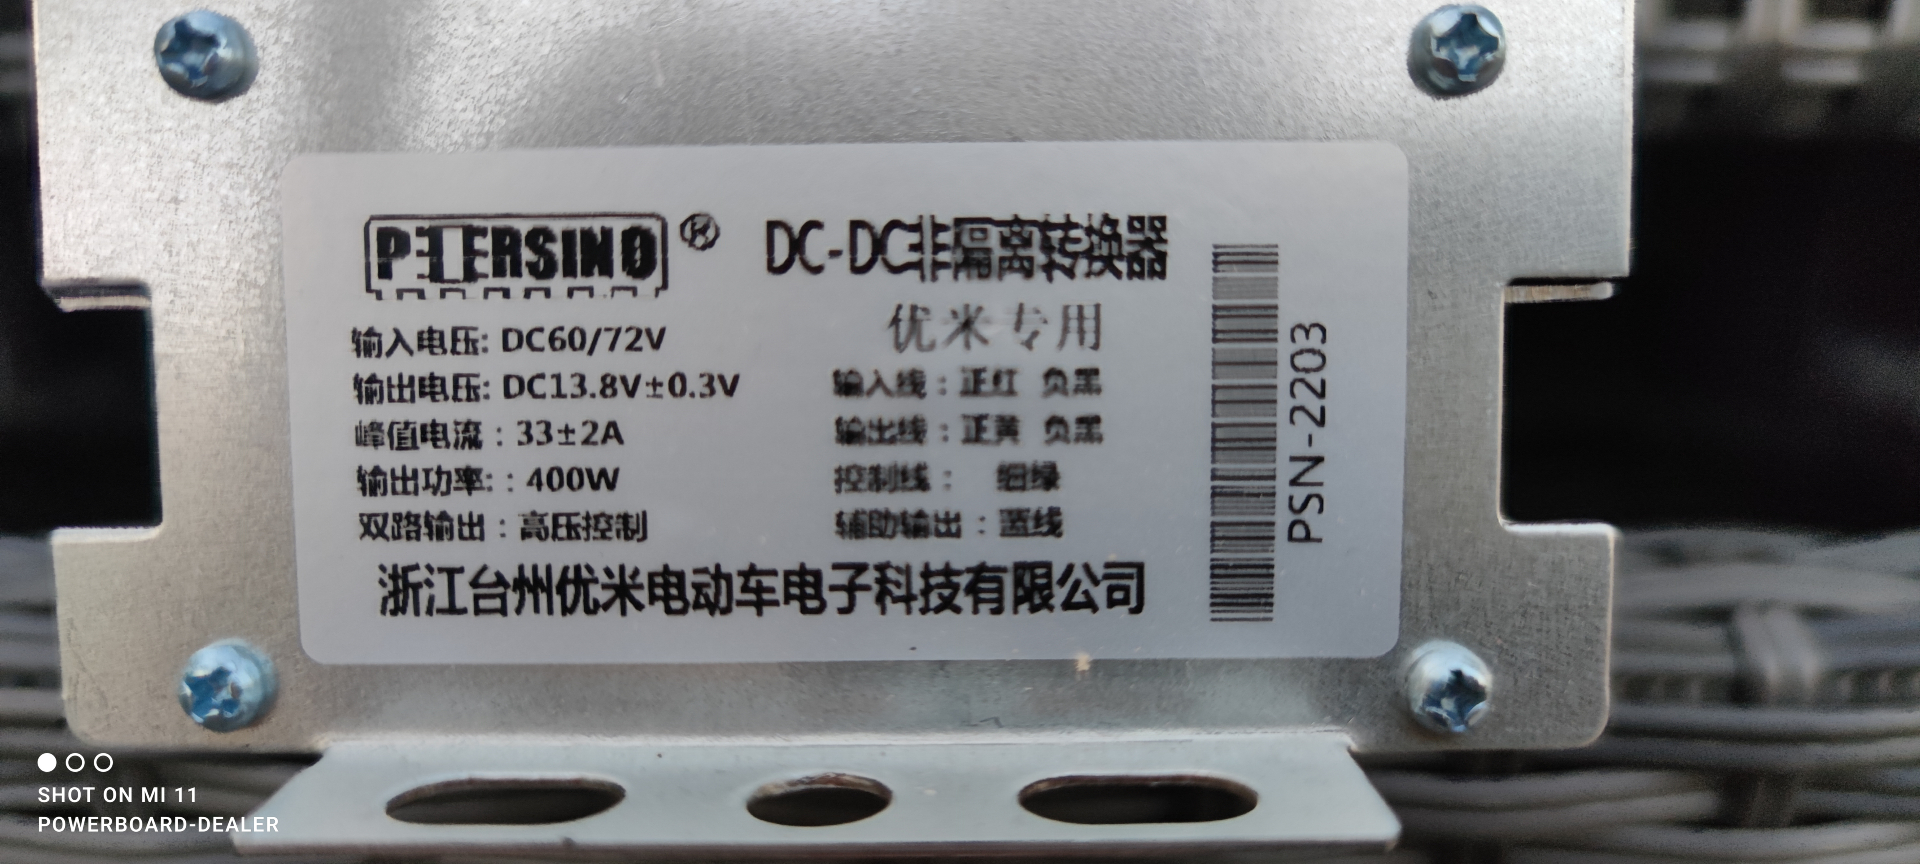 PETERSINO® DC-DC非隔离转换器
优米专用
输入电压: DC60/72V
输出电压: DC13.8V±0.3V
峰值电流：33±2A
输出功率:：400W
双路输出：高压控制
输入线：正红 负黑
输出线：正黄 负黑
控制线： 细绿
辅助输出：蓝线
浙江台州优米电动车电子科技有限公司
PSN-2203
SHOT ON MI 11
POWERBOARD-DEALER